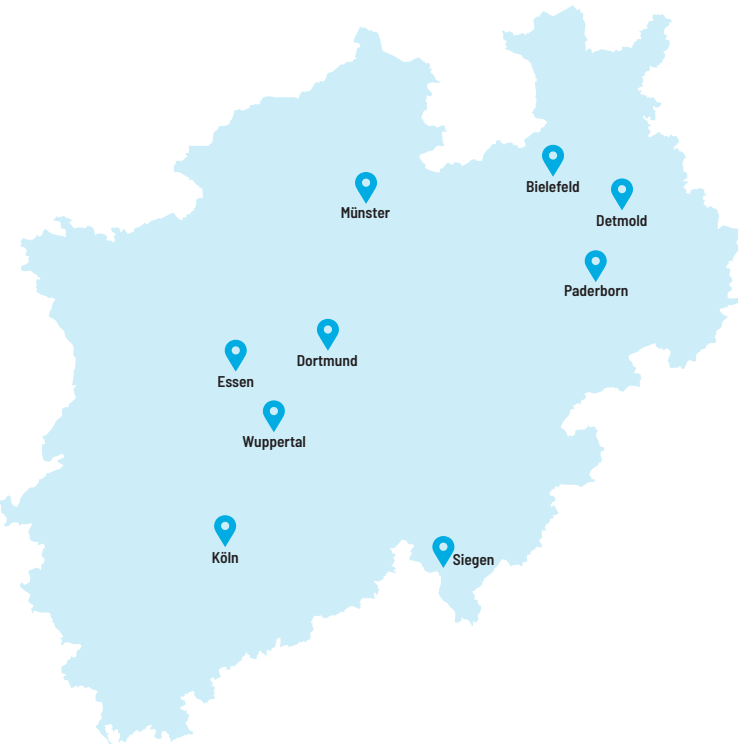 Bielefeld
Münster
Detmold
Paderborn
Dortmund
Essen
Wuppertal
Köln
Siegen